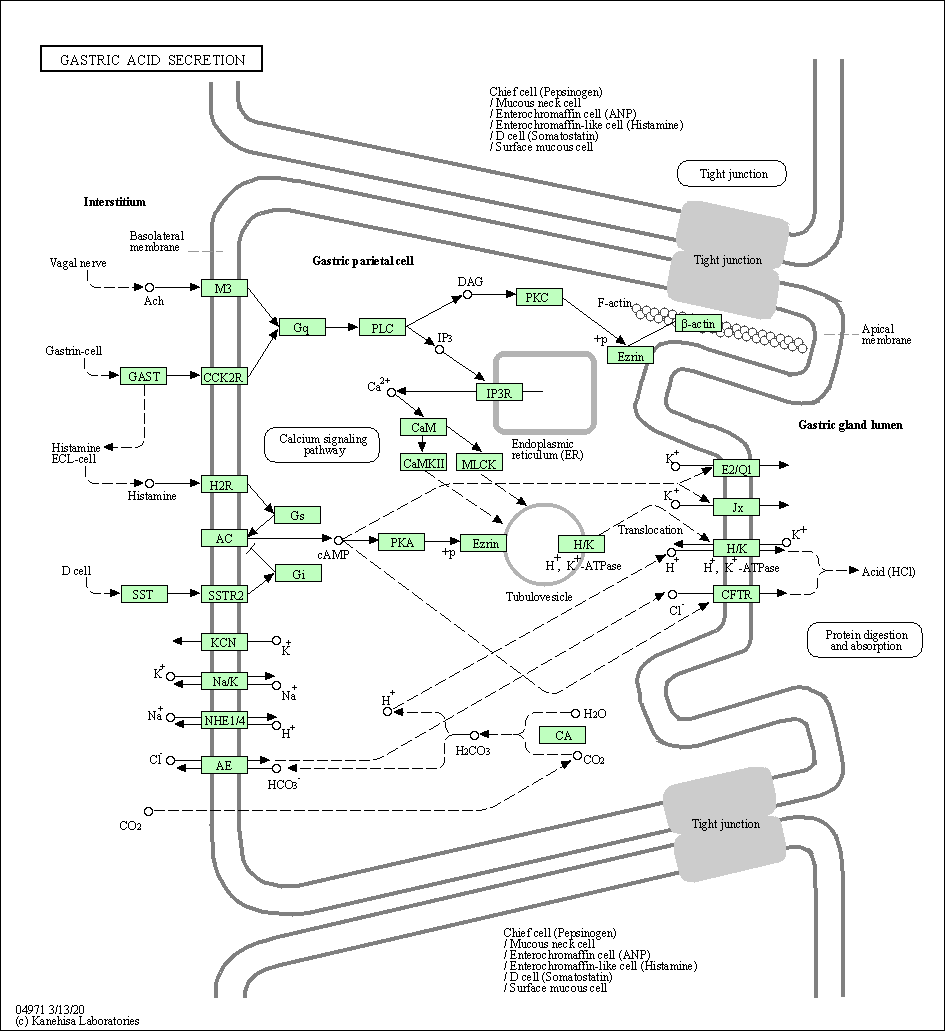 GASTRIC ACID SECRETION
Chief cell (Pepsinogen)
/ Mucous neck cell
/ Enterochromaffin cell (ANP)
/ Enterochromaffin-like cell (Histamine)
/ D cell (Somatostatin)
/ Surface mucous cell
Tight junction
Interstitium
Basolateral
membrane
Gastric parietal cell
Tight junction
Vagal nerve
Ach
M3
DAG
PKC
F-actin
β-actin
Gq
PLC
IP3
+p
Ezrin
Apical
membrane
Gastrin-cell
GAST
CCK2R
Ca2+
IP3R
Gastric gland lumen
CaM
Calcium signaling
pathway
Endoplasmic
reticulum (ER)
Histamine
ECL-cell
CaMKII
MLCK
K+
E2/Q1
Histamine
H2R
K+
Jx
Gs
AC
cAMP
PKA
+p
Ezrin
H/K
H+, K+-ATPase
Translocation
H/K
K+
H+
H+, K+-ATPase
Tubulovesicle
Gi
D cell
SST
SSTR2
Cl-
CFTR
Acid (HCl)
KCN
K+
Protein digestion
and absorption
K+
Na/K
Na+
Na+
NHE1/4
H+
H+
H2O
H2CO3
CA
CO2
Cl-
AE
HCO3-
CO2
Tight junction
Chief cell (Pepsinogen)
/ Mucous neck cell
/ Enterochromaffin cell (ANP)
/ Enterochromaffin-like cell (Histamine)
/ D cell (Somatostatin)
/ Surface mucous cell
04971 3/13/20
(c) Kanehisa Laboratories